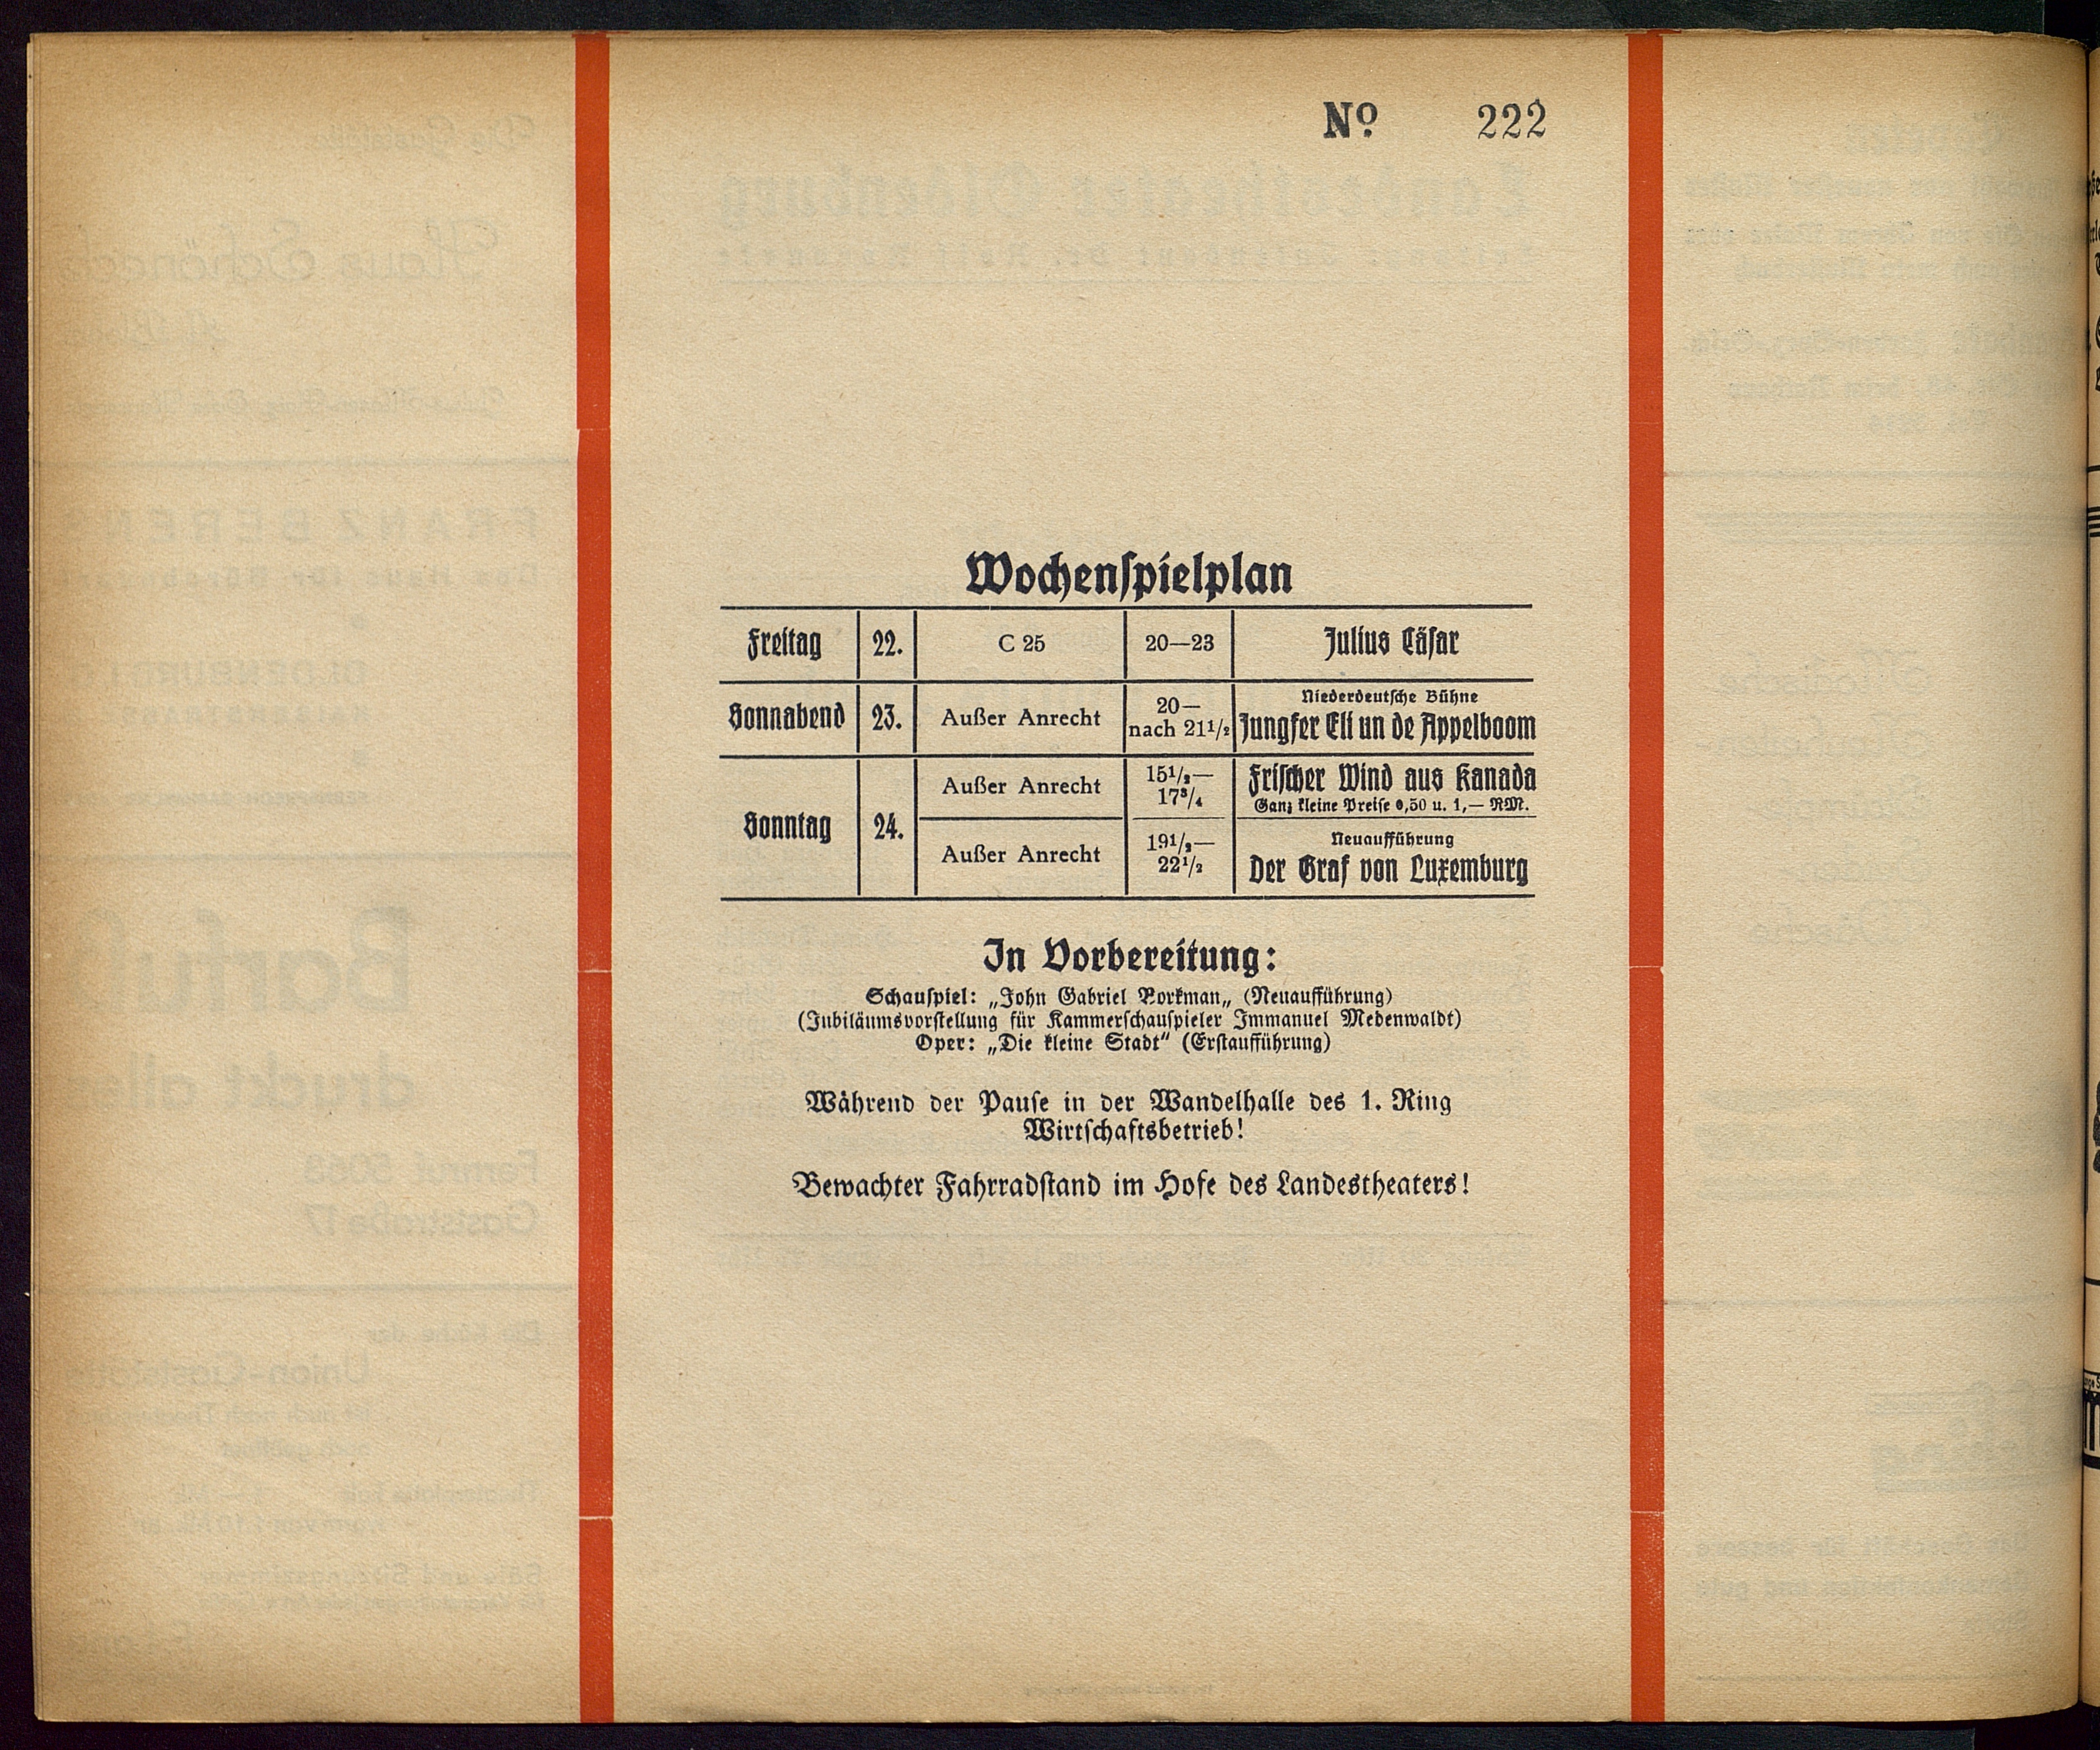 No 222
Wochenspielplan
Freitag 22. C 25 20—23 Julius Cäsar
Sonnabend 23. Außer Anrecht 20—nach 21½ Niederdeutsche Bühne
Jungfer Eli un de Appelboom
Sonntag 24. Außer Anrecht 15½—17¾ Frischer Wind aus Kanada
Ganz kleine Preise 0,50 u. 1,— RM.
Außer Anrecht 19½—22½ Neuaufführung
Der Graf von Luxemburg
In Vorbereitung:
Schauspiel: „John Gabriel Borkman„ (Neuaufführung)
(Jubiläumsvorstellung für Kammerschauspieler Immanuel Medenwaldt)
Oper: „Die kleine Stadt“ (Erstaufführung)
Während der Pause in der Wandelhalle des 1. Ring
Wirtschaftsbetrieb!
Bewachter Fahrradstand im Hofe des Landestheaters!